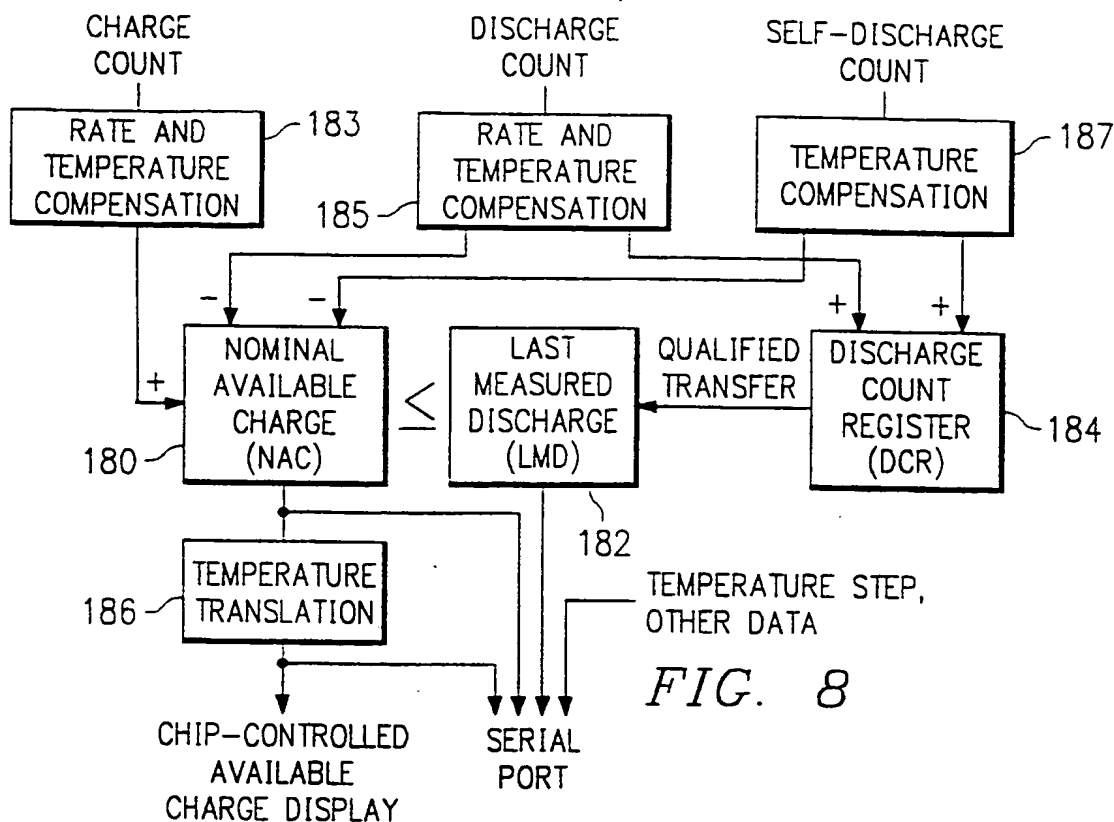 CHARGE
COUNT
DISCHARGE
COUNT
SELF-DISCHARGE
COUNT
RATE AND
TEMPERATURE
COMPENSATION
183
RATE AND
TEMPERATURE
COMPENSATION
185
TEMPERATURE
COMPENSATION
187
-
-
+
+
+
NOMINAL
AVAILABLE
CHARGE
(NAC)
180
≤
LAST
MEASURED
DISCHARGE
(LMD)
182
QUALIFIED
TRANSFER
DISCHARGE
COUNT
REGISTER
(DCR)
184
TEMPERATURE
TRANSLATION
186
TEMPERATURE STEP,
OTHER DATA
FIG. 8
CHIP-CONTROLLED
AVAILABLE
CHARGE DISPLAY
SERIAL
PORT